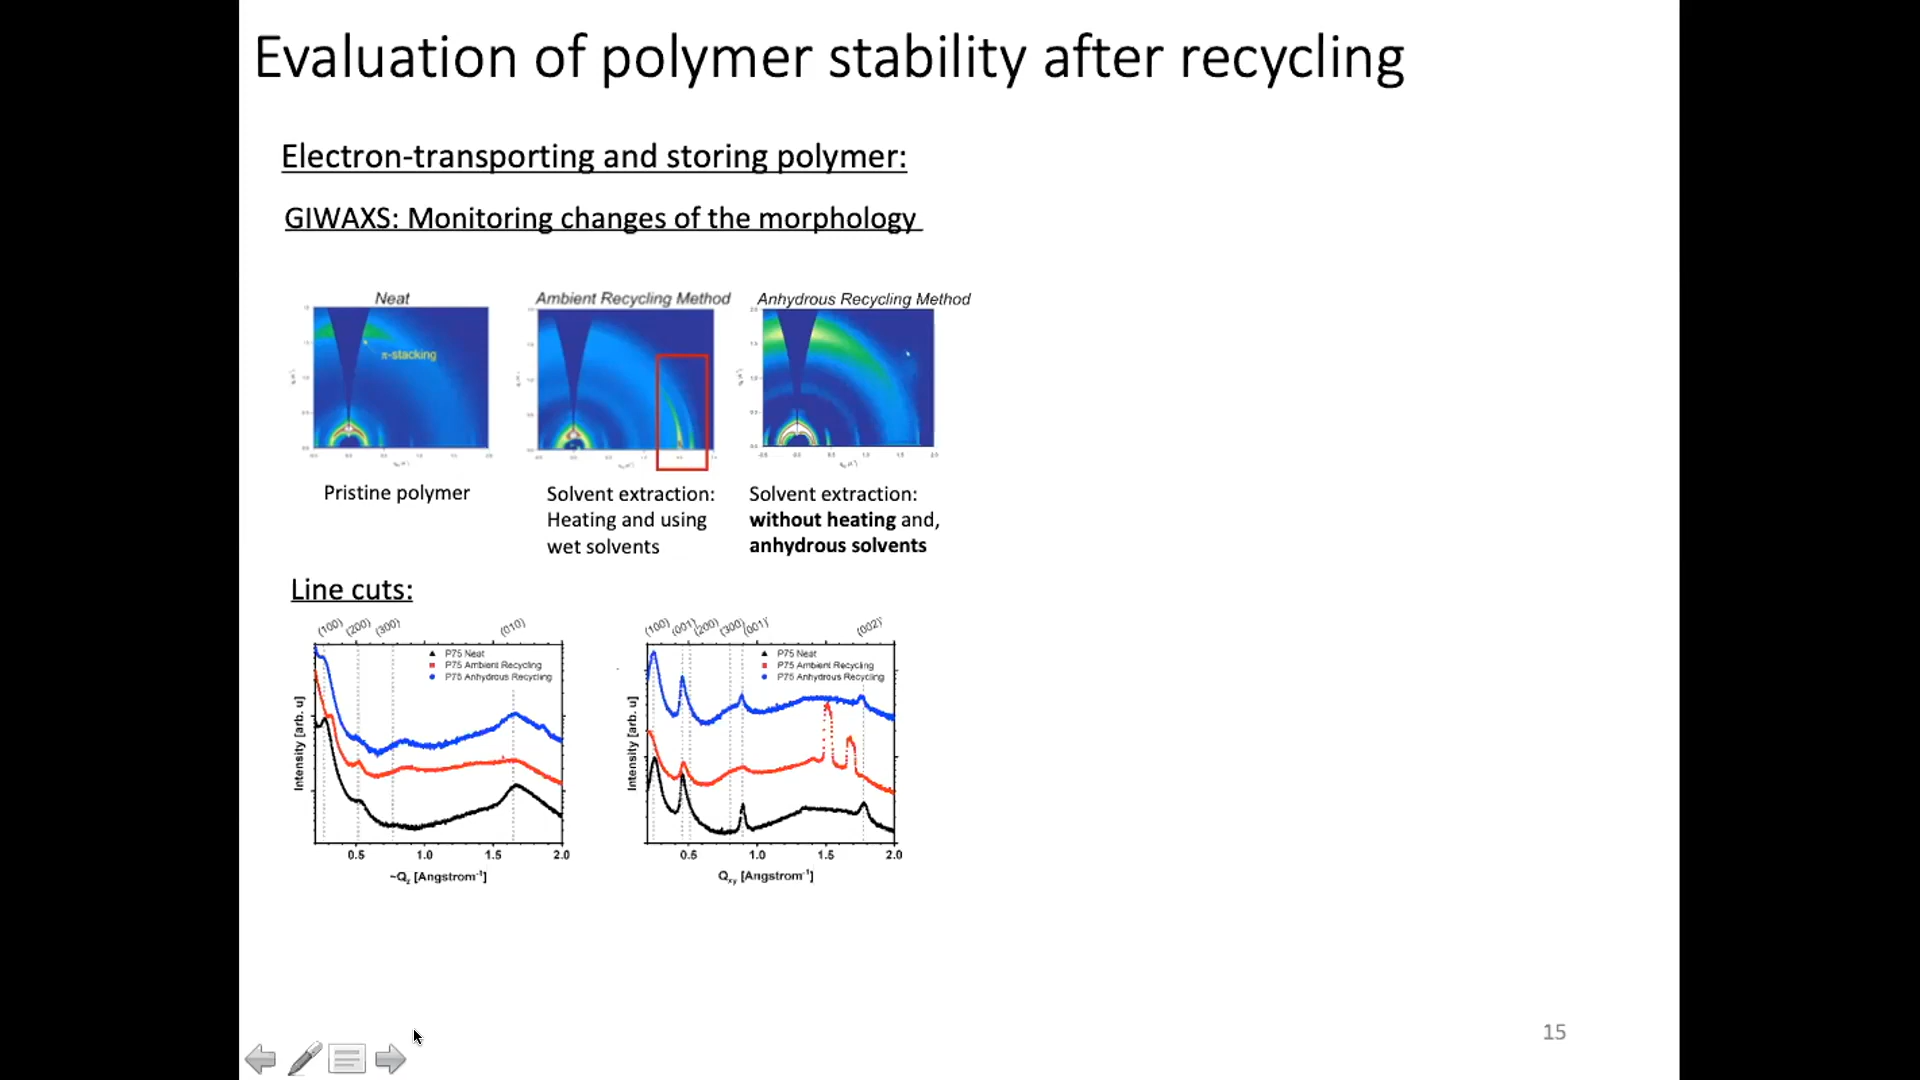 Evaluation of polymer stability after recycling
Electron-transporting and storing polymer:
GIWAXS: Monitoring changes of the morphology
Neat
Ambient Recycling Method
Anhydrous Recycling Method
π-stacking
Pristine polymer
Solvent extraction:
Heating and using
wet solvents
Solvent extraction:
without heating and,
anhydrous solvents
Line cuts:
(100) (200) (300) (010)
P75 Neat
P75 Ambient Recycling
P75 Anhydrous Recycling
Intensity [arb. u]
0.5 1.0 1.5 2.0
~Qz [Angstrom⁻¹]
(100) (001) (200) (300) (001)' (002)'
P75 Neat
P75 Ambient Recycling
P75 Anhydrous Recycling
Intensity [arb. u]
0.5 1.0 1.5 2.0
Qxy [Angstrom⁻¹]
15